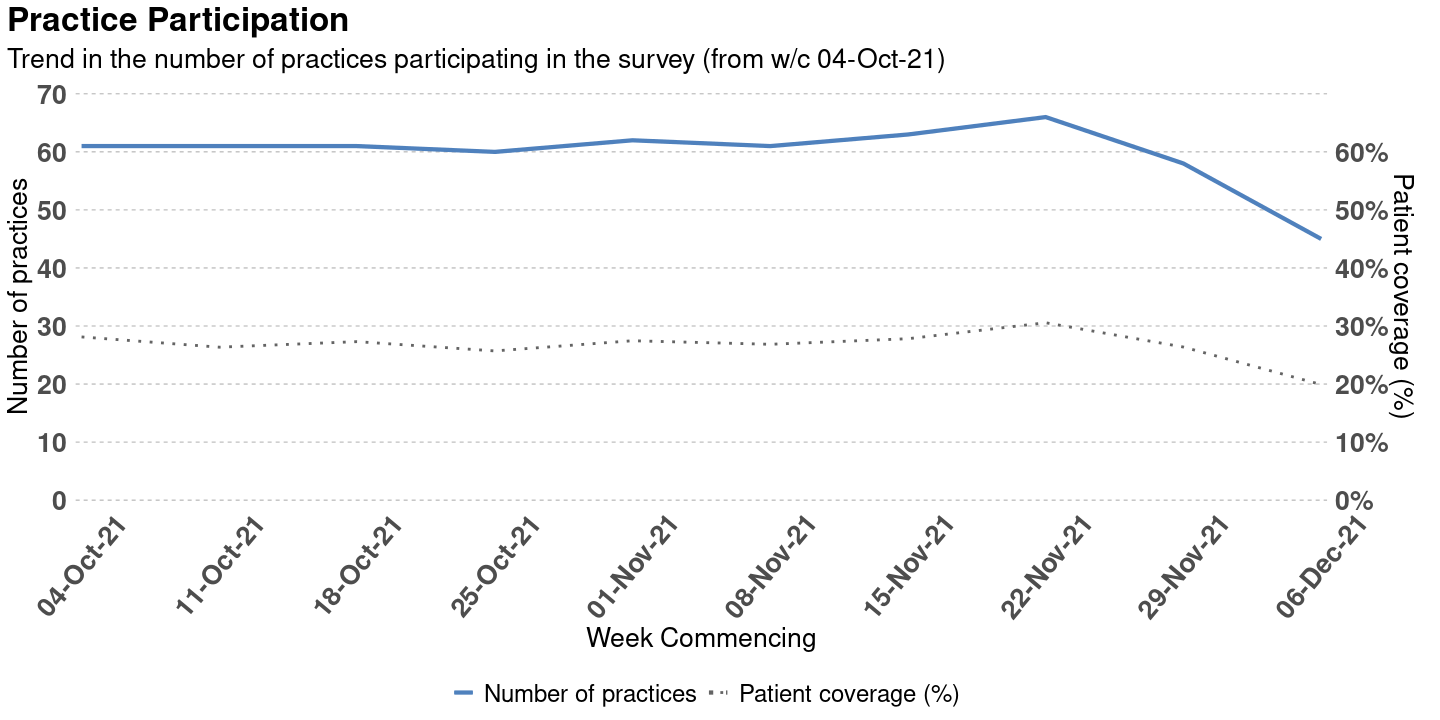 Practice Participation
Trend in the number of practices participating in the survey (from w/c 04-Oct-21)
Number of practices
70
60
50
40
30
20
10
0
60%
50%
40%
30%
20%
10%
0%
Patient coverage (%)
04-Oct-21
11-Oct-21
18-Oct-21
25-Oct-21
01-Nov-21
08-Nov-21
15-Nov-21
22-Nov-21
29-Nov-21
06-Dec-21
Week Commencing
Number of practices
Patient coverage (%)